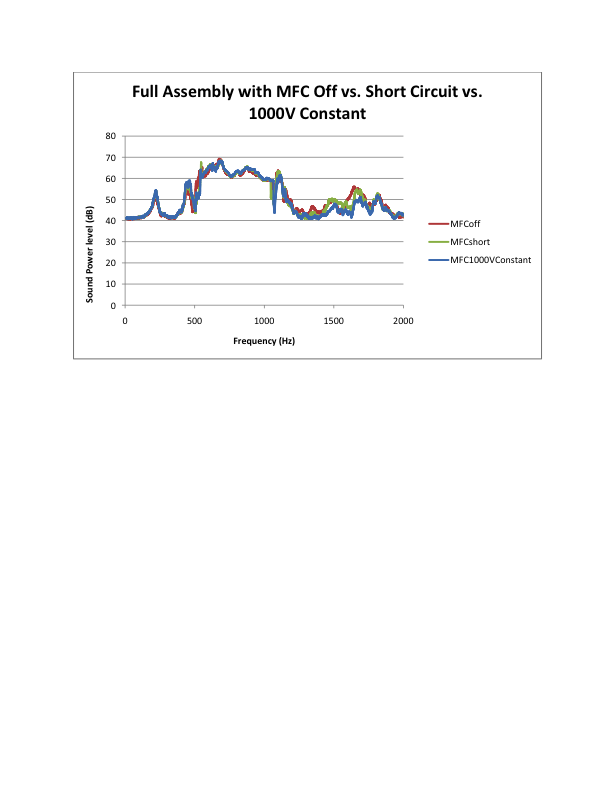 Full Assembly with MFC Off vs. Short Circuit vs.
1000V Constant
80
70
60
50
40
30
20
10
0
Sound Power level (dB)
0 500 1000 1500 2000
Frequency (Hz)
MFCoff
MFCshort
MFC1000VConstant